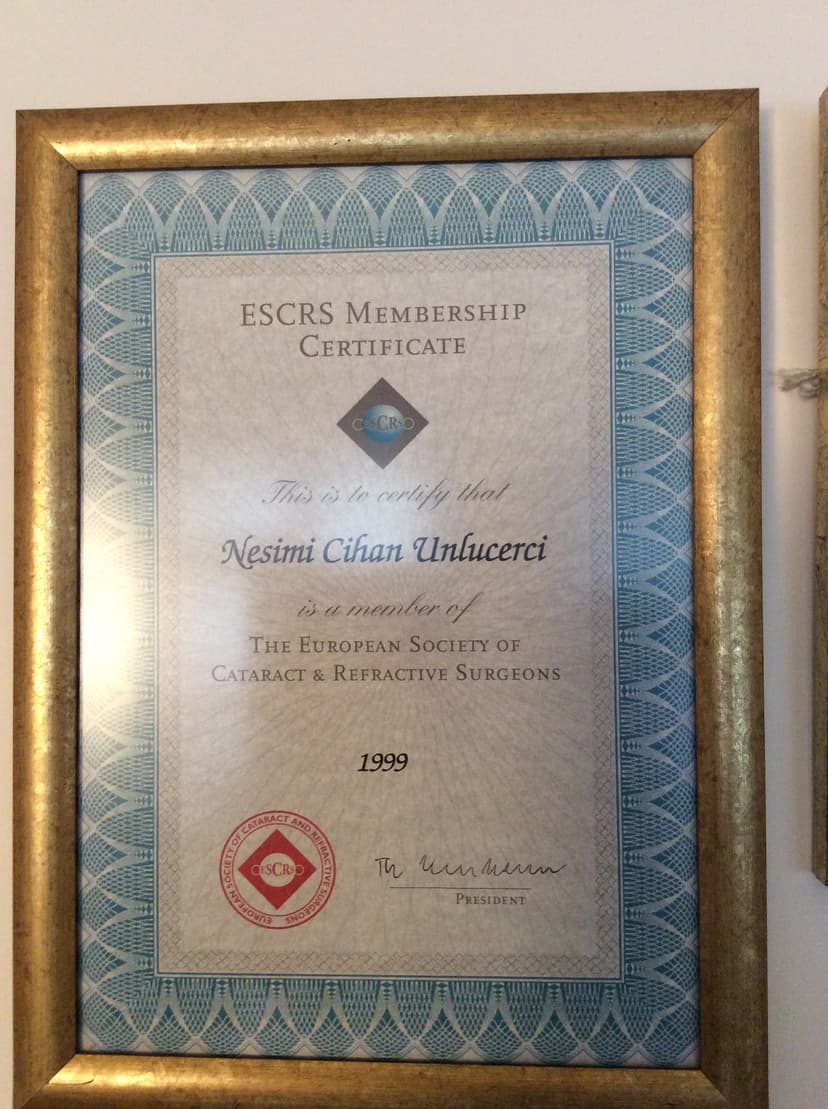 ESCRS MEMBERSHIP
CERTIFICATE
ESCRS
This is to certify that
Nesimi Cihan Unlucerci
is a member of
THE EUROPEAN SOCIETY OF
CATARACT & REFRACTIVE SURGEONS
1999
EUROPEAN SOCIETY OF CATARACT AND REFRACTIVE SURGEONS
ESCRS
PRESIDENT